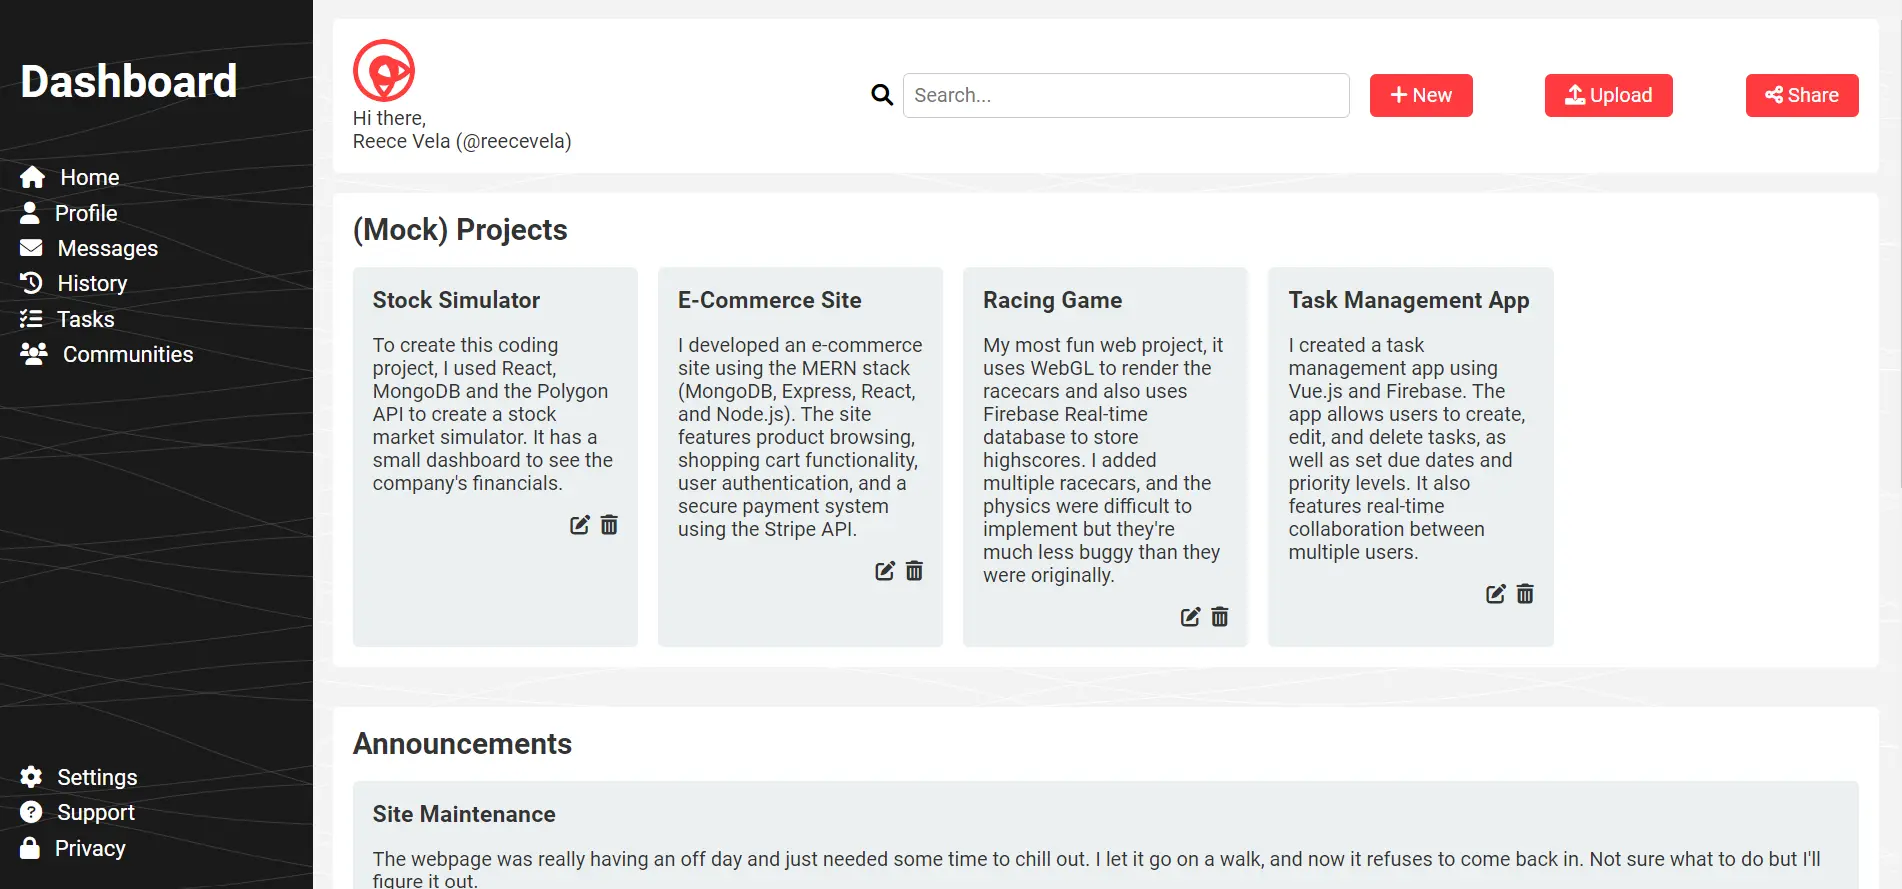 Dashboard
Home
Profile
Messages
History
Tasks
Communities
Settings
Support
Privacy
Hi there,
Reece Vela (@reecevela)
Search...
New
Upload
Share
(Mock) Projects
Stock Simulator
To create this coding
project, I used React,
MongoDB and the Polygon
API to create a stock
market simulator. It has a
small dashboard to see the
company's financials.
E-Commerce Site
I developed an e-commerce
site using the MERN stack
(MongoDB, Express, React,
and Node.js). The site
features product browsing,
shopping cart functionality,
user authentication, and a
secure payment system
using the Stripe API.
Racing Game
My most fun web project, it
uses WebGL to render the
racecars and also uses
Firebase Real-time
database to store
highscores. I added
multiple racecars, and the
physics were difficult to
implement but they're
much less buggy than they
were originally.
Task Management App
I created a task
management app using
Vue.js and Firebase. The
app allows users to create,
edit, and delete tasks, as
well as set due dates and
priority levels. It also
features real-time
collaboration between
multiple users.
Announcements
Site Maintenance
The webpage was really having an off day and just needed some time to chill out. I let it go on a walk, and now it refuses to come back in. Not sure what to do but I'll
figure it out.